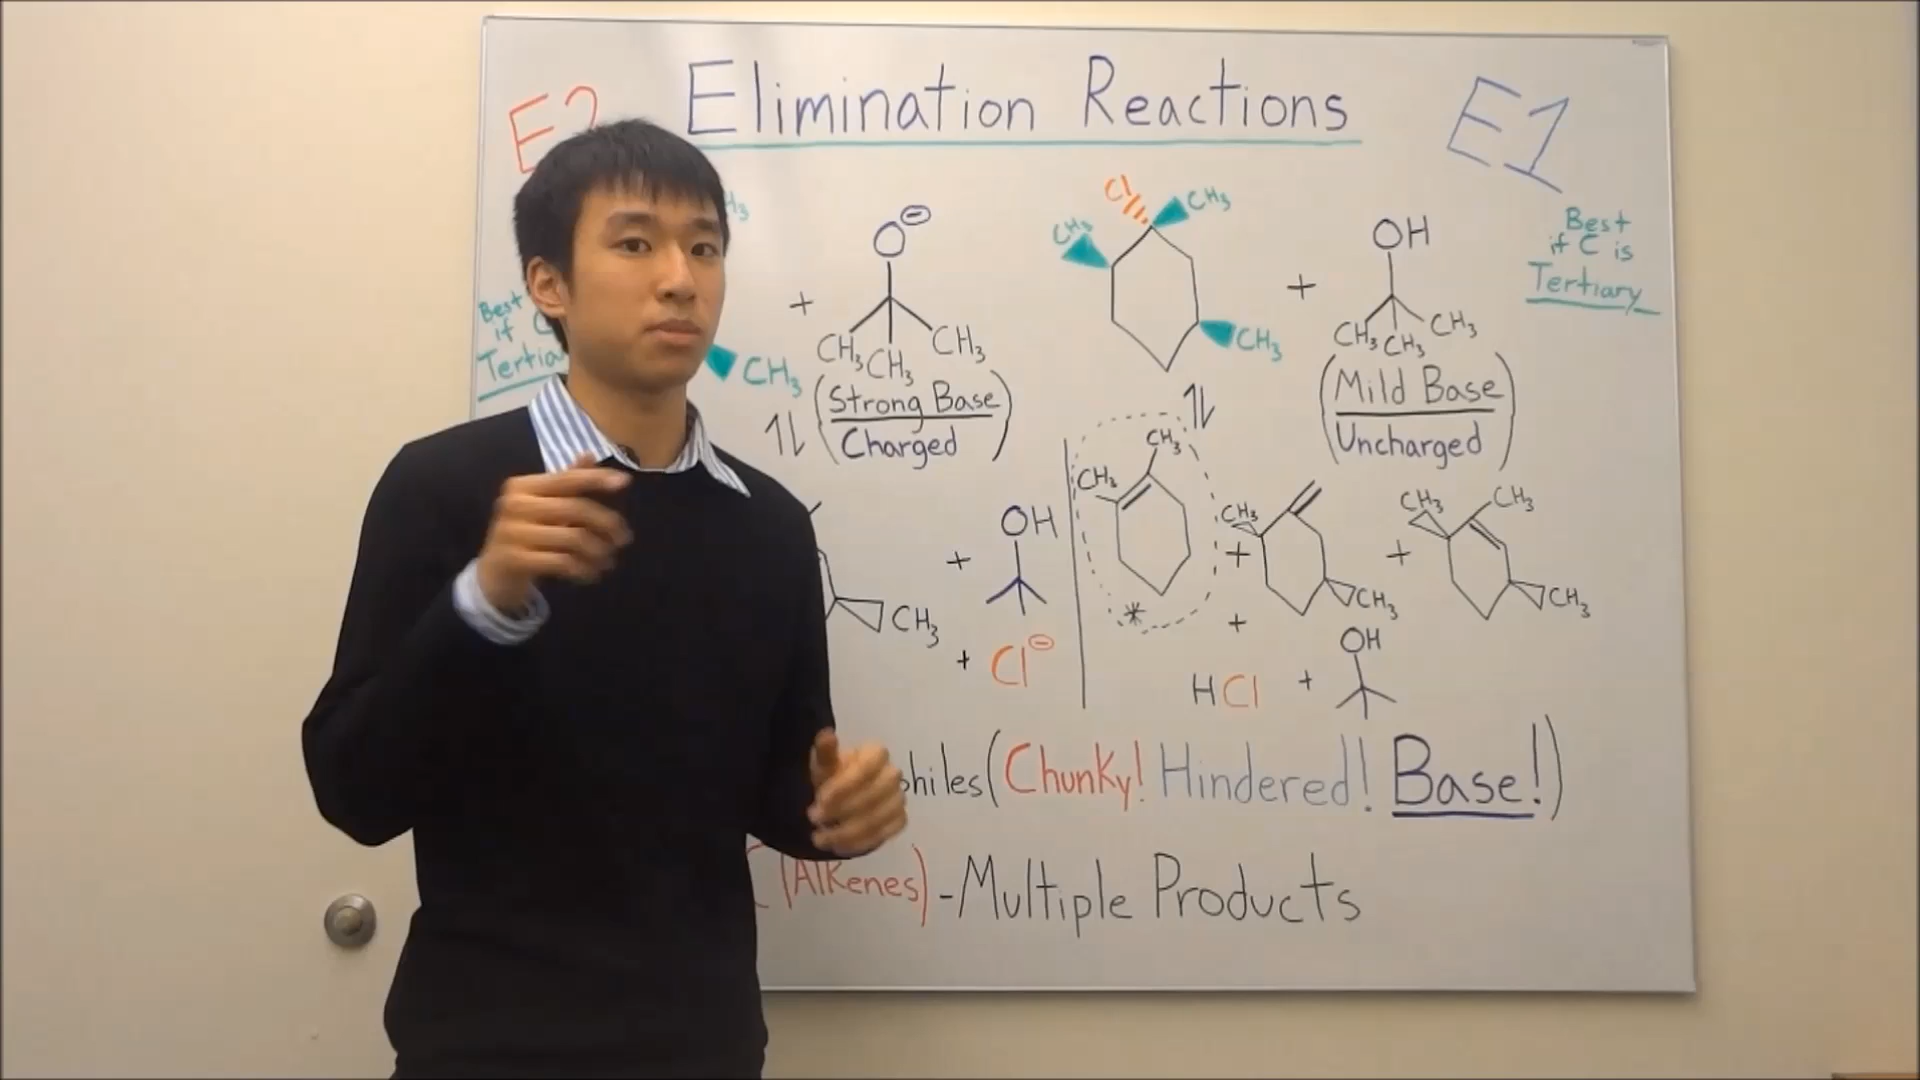 Elimination Reactions
E2
E1
Best
if C
Tertia
H₃
CH₃
+
O⊖
CH₃
CH₃
CH₃
(Strong Base)
Charged
Cl
CH₃
CH₃
CH₃
+
OH
CH₃
CH₃
CH₃
(Mild Base)
Uncharged
Best
if C is
Tertiary
CH₃
+
OH
+
Cl⊖
CH₃
CH₃
*
+
CH₃
CH₃
+
CH₃
CH₃
CH₃
+
HCl
+
OH
philes (Chunky! Hindered! Base!)
C (Alkenes) - Multiple Products